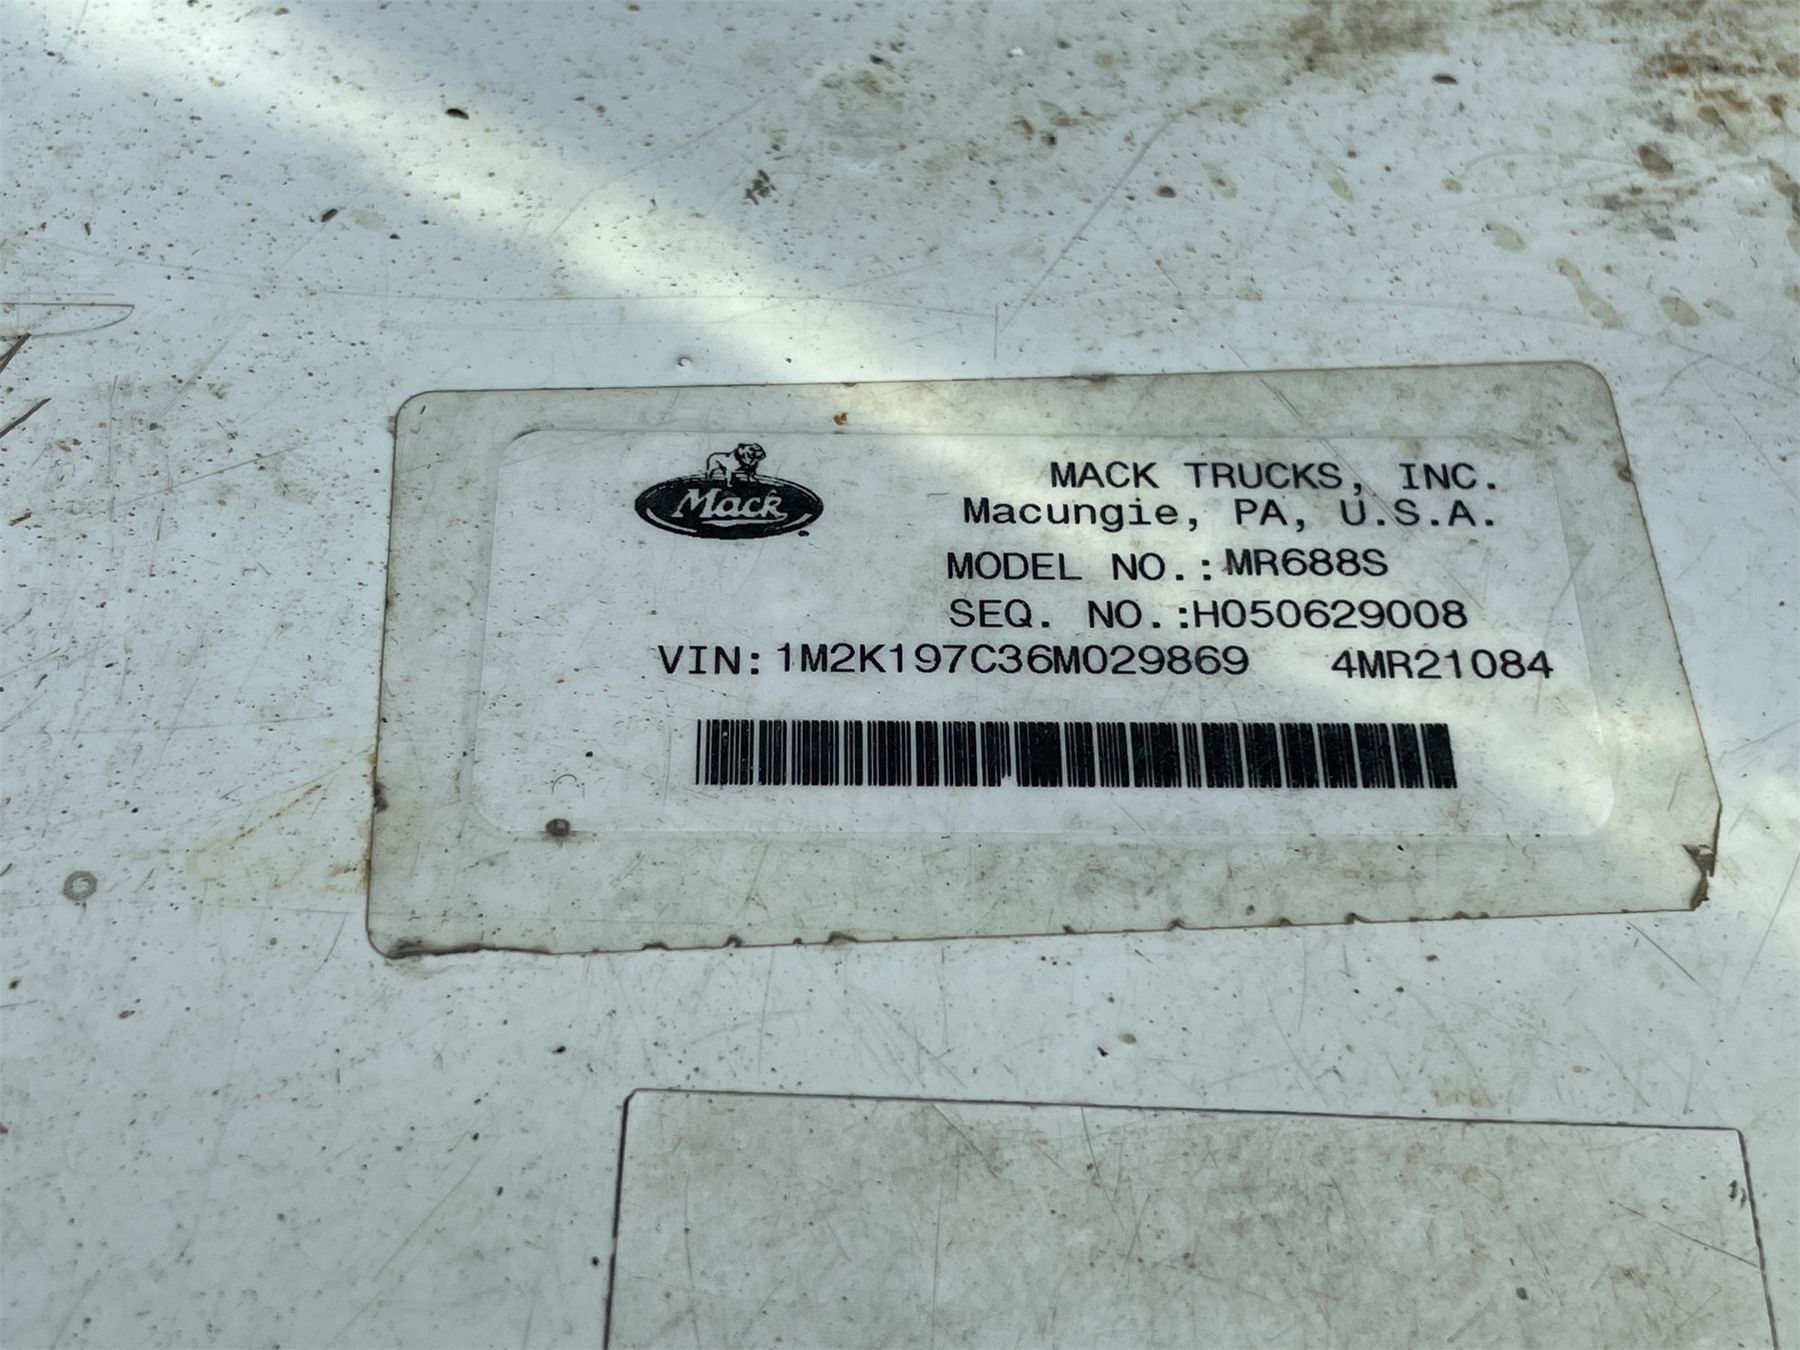 Mack
MACK TRUCKS, INC.
Macungie, PA, U.S.A.
MODEL NO.:MR688S
SEQ. NO.:H050629008
VIN: 1M2K197C36M029869 4MR21084